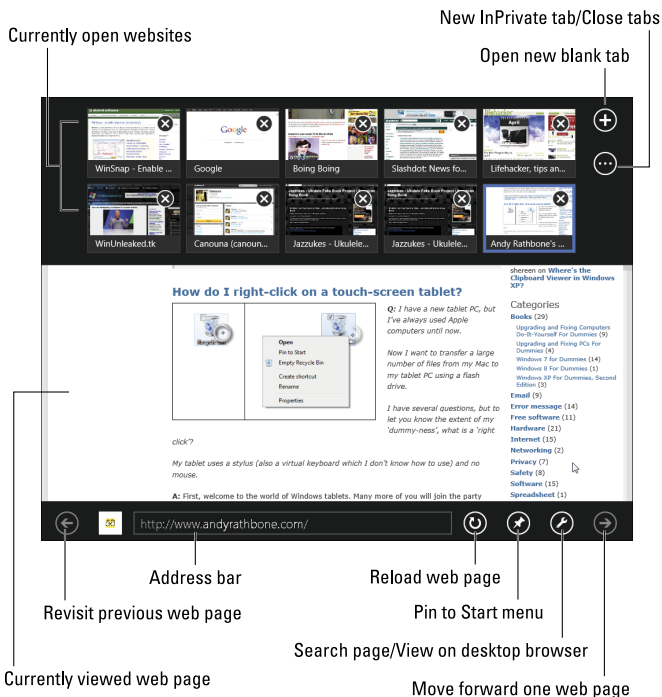 New InPrivate tab/Close tabs
Currently open websites
Open new blank tab
WinSnap - Enable ...
Google
Boing Boing
Slashdot: News fo...
Lifehacker, tips an...
WinUnleaked.tk
Canouna (canoun...
Jazzukes - Ukulele...
Jazzukes - Ukulele...
Andy Rathbone's ...
shereen on Where's the
Clipboard Viewer in Windows
XP?
How do I right-click on a touch-screen tablet?
Open
Pin to Start
Empty Recycle Bin
Create shortcut
Rename
Properties
Q: I have a new tablet PC, but
I've always used Apple
computers until now.
Now I want to transfer a large
number of files from my Mac to
my tablet PC using a flash
drive.
I have several questions, but to
let you know the extent of my
'dummy-ness', what is a 'right
click'?
My tablet uses a stylus (also a virtual keyboard which I don't know how to use) and no
mouse.
A: First, welcome to the world of Windows tablets. Many more of you will join the party
Categories
Books (29)
Upgrading and Fixing Computers
Do-It-Yourself For Dummies (9)
Upgrading and Fixing PCs For
Dummies (4)
Windows 7 for Dummies (14)
Windows 8 For Dummies (1)
Windows XP For Dummies, Second
Edition (3)
Email (9)
Error message (14)
Free software (11)
Hardware (21)
Internet (15)
Networking (2)
Privacy (7)
Safety (8)
Software (15)
Spreadsheet (1)
http://www.andyrathbone.com/
Address bar
Reload web page
Revisit previous web page
Pin to Start menu
Search page/View on desktop browser
Currently viewed web page
Move forward one web page